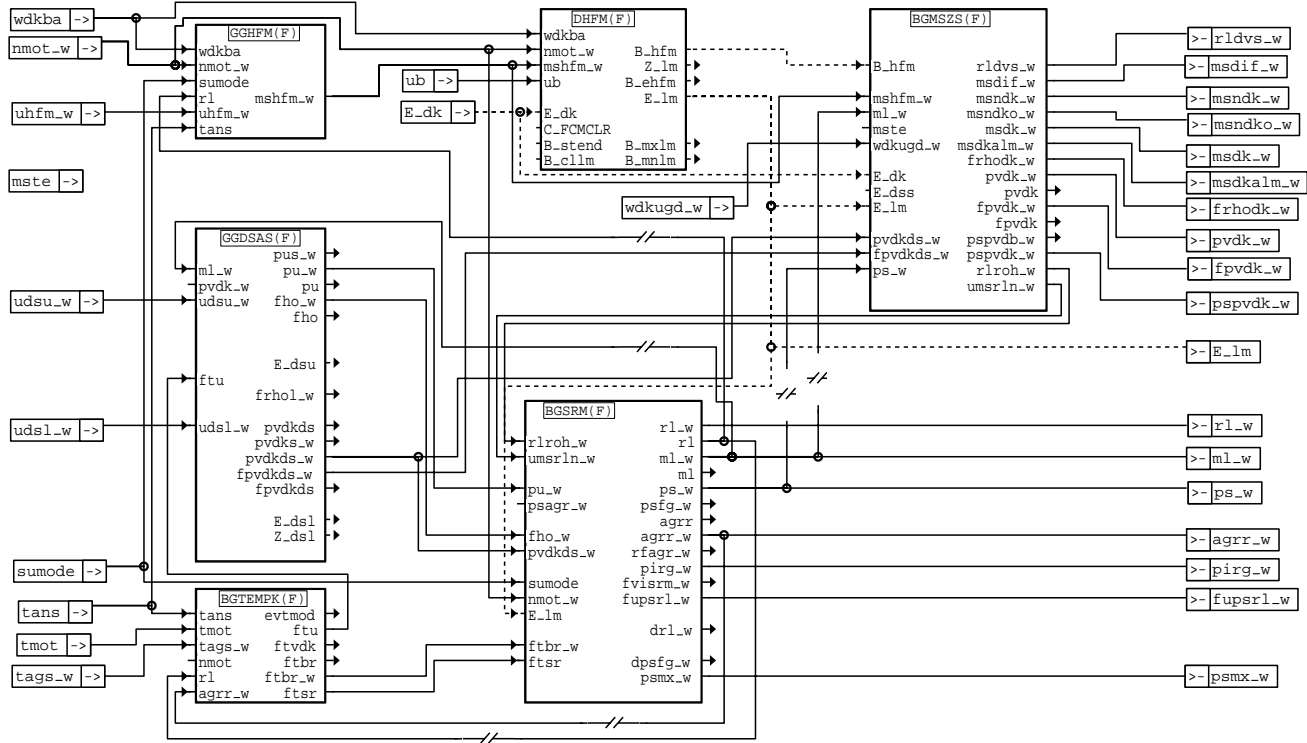 wdkba ->
nmot_w ->
uhfm_w ->
mste ->
udsu_w ->
udsl_w ->
sumode ->
tans ->
tmot ->
tags_w ->
GGHFM(F)
wdkba
nmot_w
sumode
rl mshfm_w
uhfm_w
tans
ub ->
E_dk ->
wdkugd_w ->
DHFM(F)
wdkba
nmot_w B_hfm
mshfm_w Z_lm
ub B_ehfm
E_lm
E_dk
C_FCMCLR
B_stend B_mxlm
B_cllm B_mnlm
BGMSZS(F)
B_hfm rldvs_w
msdif_w
mshfm_w msndk_w
ml_w msndko_w
mste msdk_w
wdkugd_w msdkalm_w
frhodk_w
E_dk pvdk_w
E_dss pvdk
E_lm fpvdk_w
fpvdk
pvdkds_w pspvdb_w
fpvdkds_w pspvdk_w
ps_w rlroh_w
umsrln_w
GGDSAS(F)
pus_w
ml_w pu_w
pvdk_w pu
udsu_w fho_w
fho
E_dsu
ftu
frhol_w
udsl_w pvdkds
pvdks_w
pvdkds_w
fpvdkds_w
fpvdkds
E_dsl
Z_dsl
BGTEMPK(F)
tans evtmod
tmot ftu
tags_w ftvdk
nmot ftbr
rl ftbr_w
agrr_w ftsr
BGSRM(F)
rl_w
rlroh_w rl
umsrln_w ml_w
ml
pu_w ps_w
psagr_w psfg_w
agrr
fho_w agrr_w
pvdkds_w rfagr_w
pirg_w
sumode fvisrm_w
nmot_w fupsrl_w
E_lm
drl_w
ftbr_w
ftsr dpsfg_w
psmx_w
>- rldvs_w
>- msdif_w
>- msndk_w
>- msndko_w
>- msdk_w
>- msdkalm_w
>- frhodk_w
>- pvdk_w
>- fpvdk_w
>- pspvdk_w
>- E_lm
>- rl_w
>- ml_w
>- ps_w
>- agrr_w
>- pirg_w
>- fupsrl_w
>- psmx_w